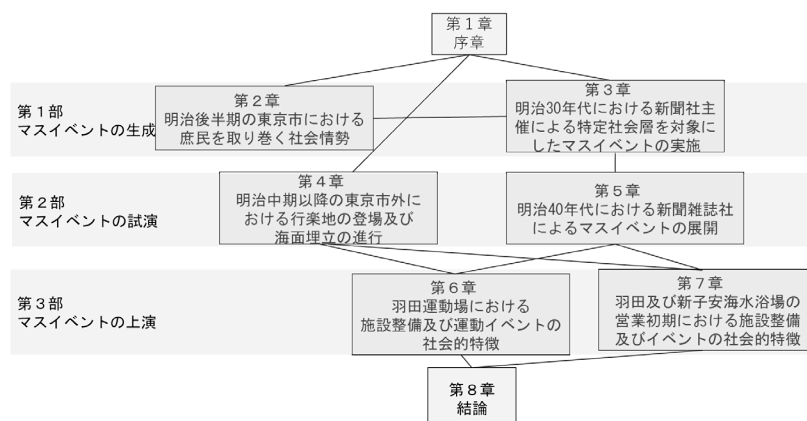 第１章
序章
第１部
マスイベントの生成
第２章
明治後半期の東京市における
庶民を取り巻く社会情勢
第３章
明治30年代における新聞社主
催による特定社会層を対象に
したマスイベントの実施
第２部
マスイベントの試演
第４章
明治中期以降の東京市外に
おける行楽地の登場及び
海面埋立の進行
第５章
明治40年代における新聞雑誌社
によるマスイベントの展開
第３部
マスイベントの上演
第６章
羽田運動場における
施設整備及び運動イベントの
社会的特徴
第７章
羽田及び新子安海水浴場の
営業初期における施設整備
及びイベントの社会的特徴
第８章
結論